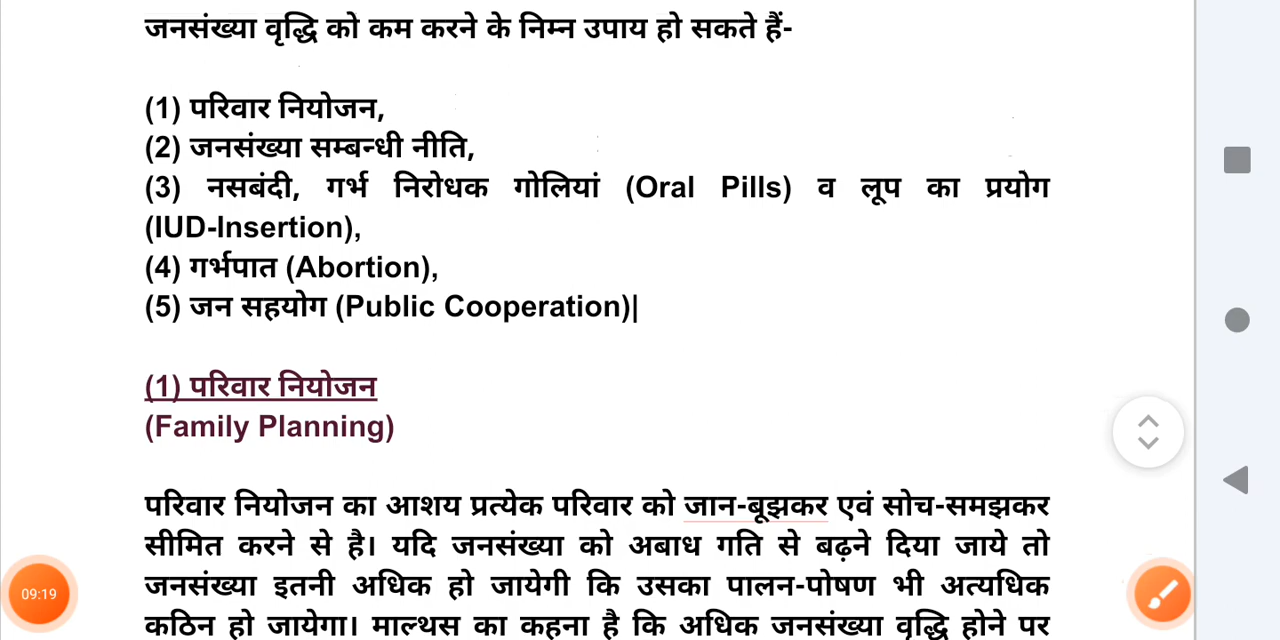 जनसंख्या वृद्धि को कम करने के निम्न उपाय हो सकते हैं-
(1) परिवार नियोजन,
(2) जनसंख्या सम्बन्धी नीति,
(3) नसबंदी, गर्भ निरोधक गोलियां (Oral Pills) व लूप का प्रयोग
(IUD-Insertion),
(4) गर्भपात (Abortion),
(5) जन सहयोग (Public Cooperation)|
(1) परिवार नियोजन
(Family Planning)
परिवार नियोजन का आशय प्रत्येक परिवार को जान-बूझकर एवं सोच-समझकर
सीमित करने से है। यदि जनसंख्या को अबाध गति से बढ़ने दिया जाये तो
जनसंख्या इतनी अधिक हो जायेगी कि उसका पालन-पोषण भी अत्यधिक
कठिन हो जायेगा। माल्थस का कहना है कि अधिक जनसंख्या वृद्धि होने पर
09:19